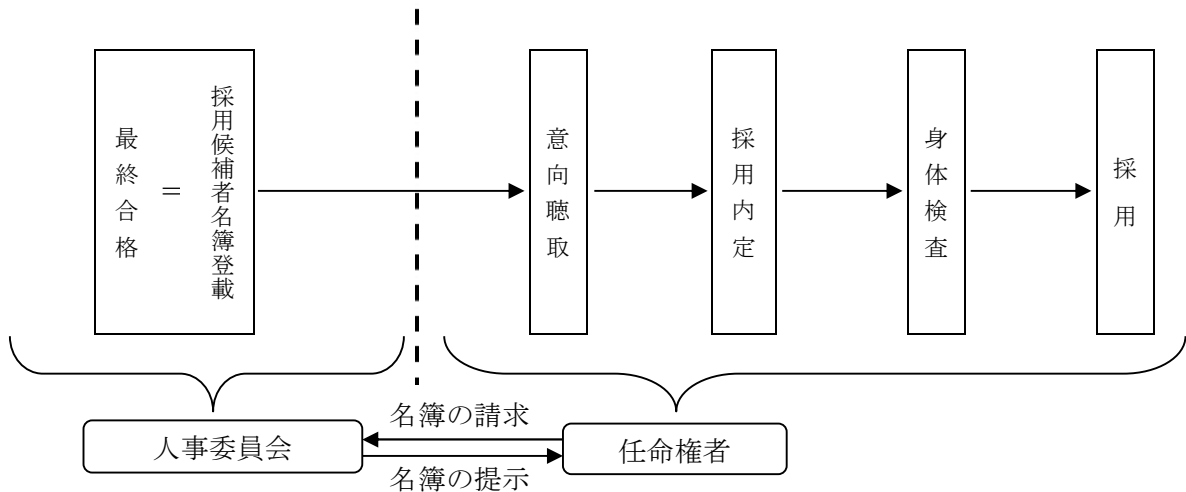 最終合格
＝
採用候補者名簿登載
意向聴取
採用内定
身体検査
採用
名簿の請求
人事委員会
任命権者
名簿の提示